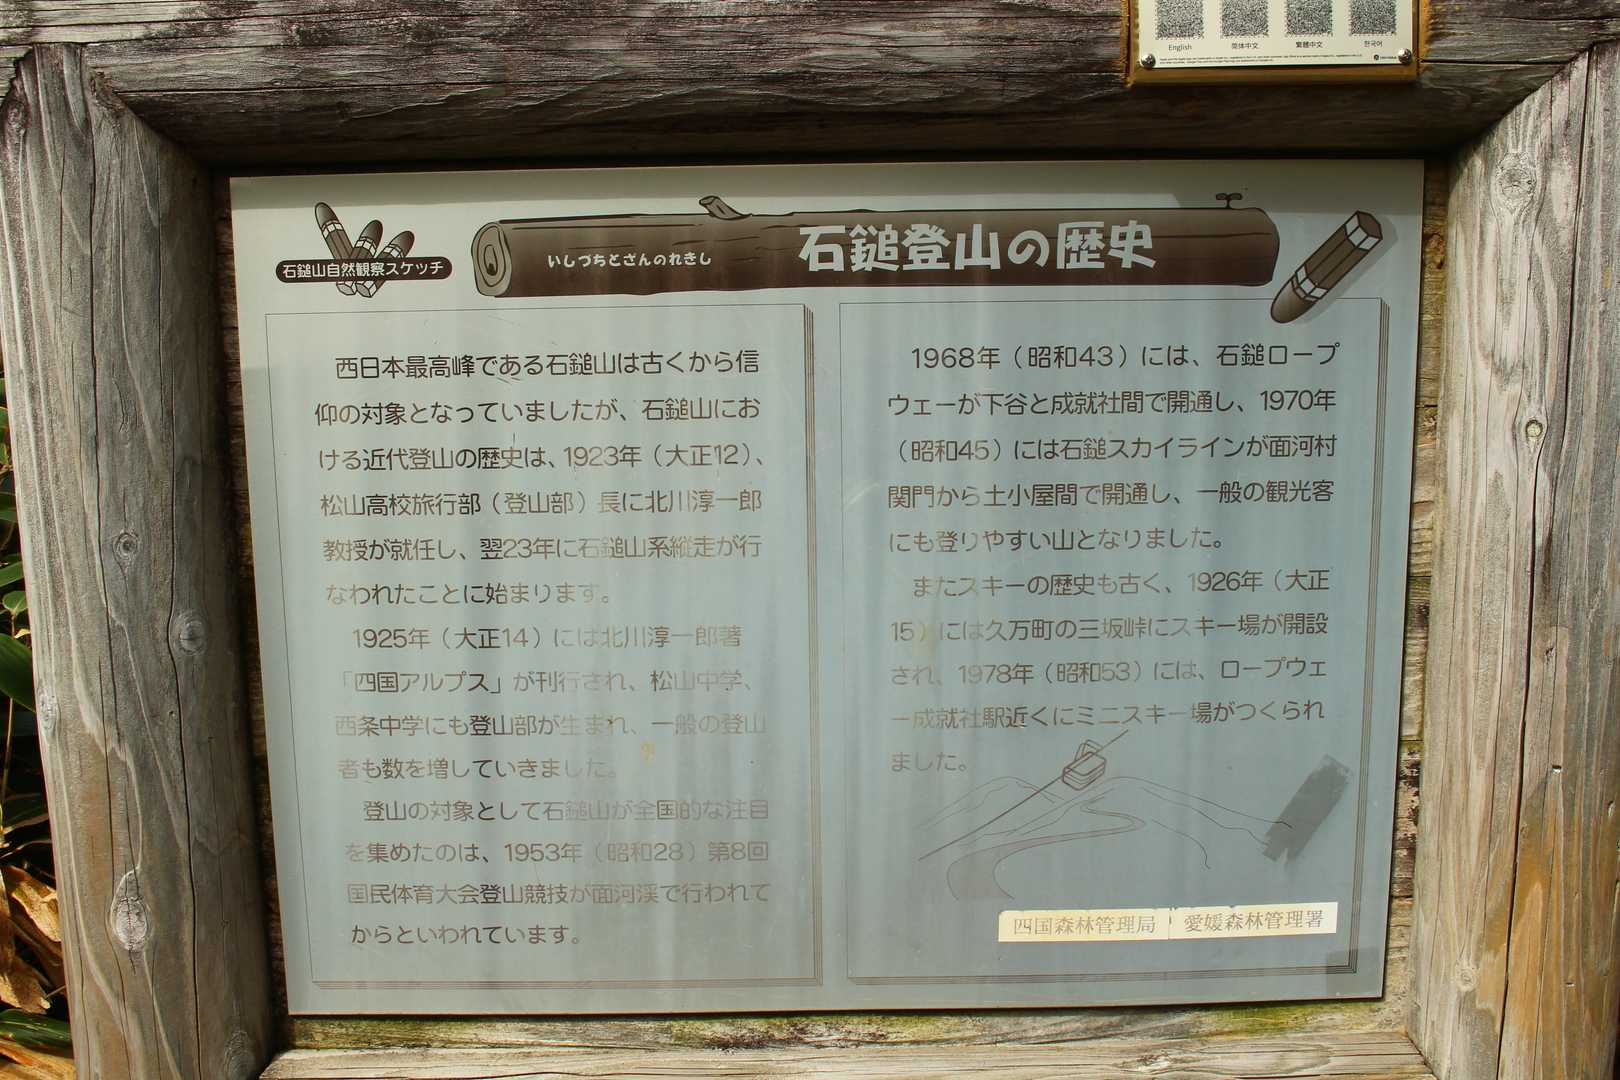 English
简体中文
繁體中文
한국어
石鎚山自然観察スケッチ
いしづちとざんのれきし
石鎚登山の歴史
西日本最高峰である石鎚山は古くから信
仰の対象となっていましたが、石鎚山にお
ける近代登山の歴史は、1923年（大正12）、
松山高校旅行部（登山部）長に北川淳一郎
教授が就任し、翌23年に石鎚山系縦走が行
なわれたことに始まります。
1925年（大正14）には北川淳一郎著
「四国アルプス」が刊行され、松山中学、
西条中学にも登山部が生まれ、一般の登山
者も数を増していきました。
登山の対象として石鎚山が全国的な注目
を集めたのは、1953年（昭和28）第8回
国民体育大会登山競技が面河渓で行われて
からといわれています。
1968年（昭和43）には、石鎚ロープ
ウェーが下谷と成就社間で開通し、1970年
（昭和45）には石鎚スカイラインが面河村
関門から土小屋間で開通し、一般の観光客
にも登りやすい山となりました。
またスキーの歴史も古く、1926年（大正
15）には久万町の三坂峠にスキー場が開設
され、1978年（昭和53）には、ロープウェ
ー成就社駅近くにミニスキー場がつくられ
ました。
四国森林管理局 愛媛森林管理署